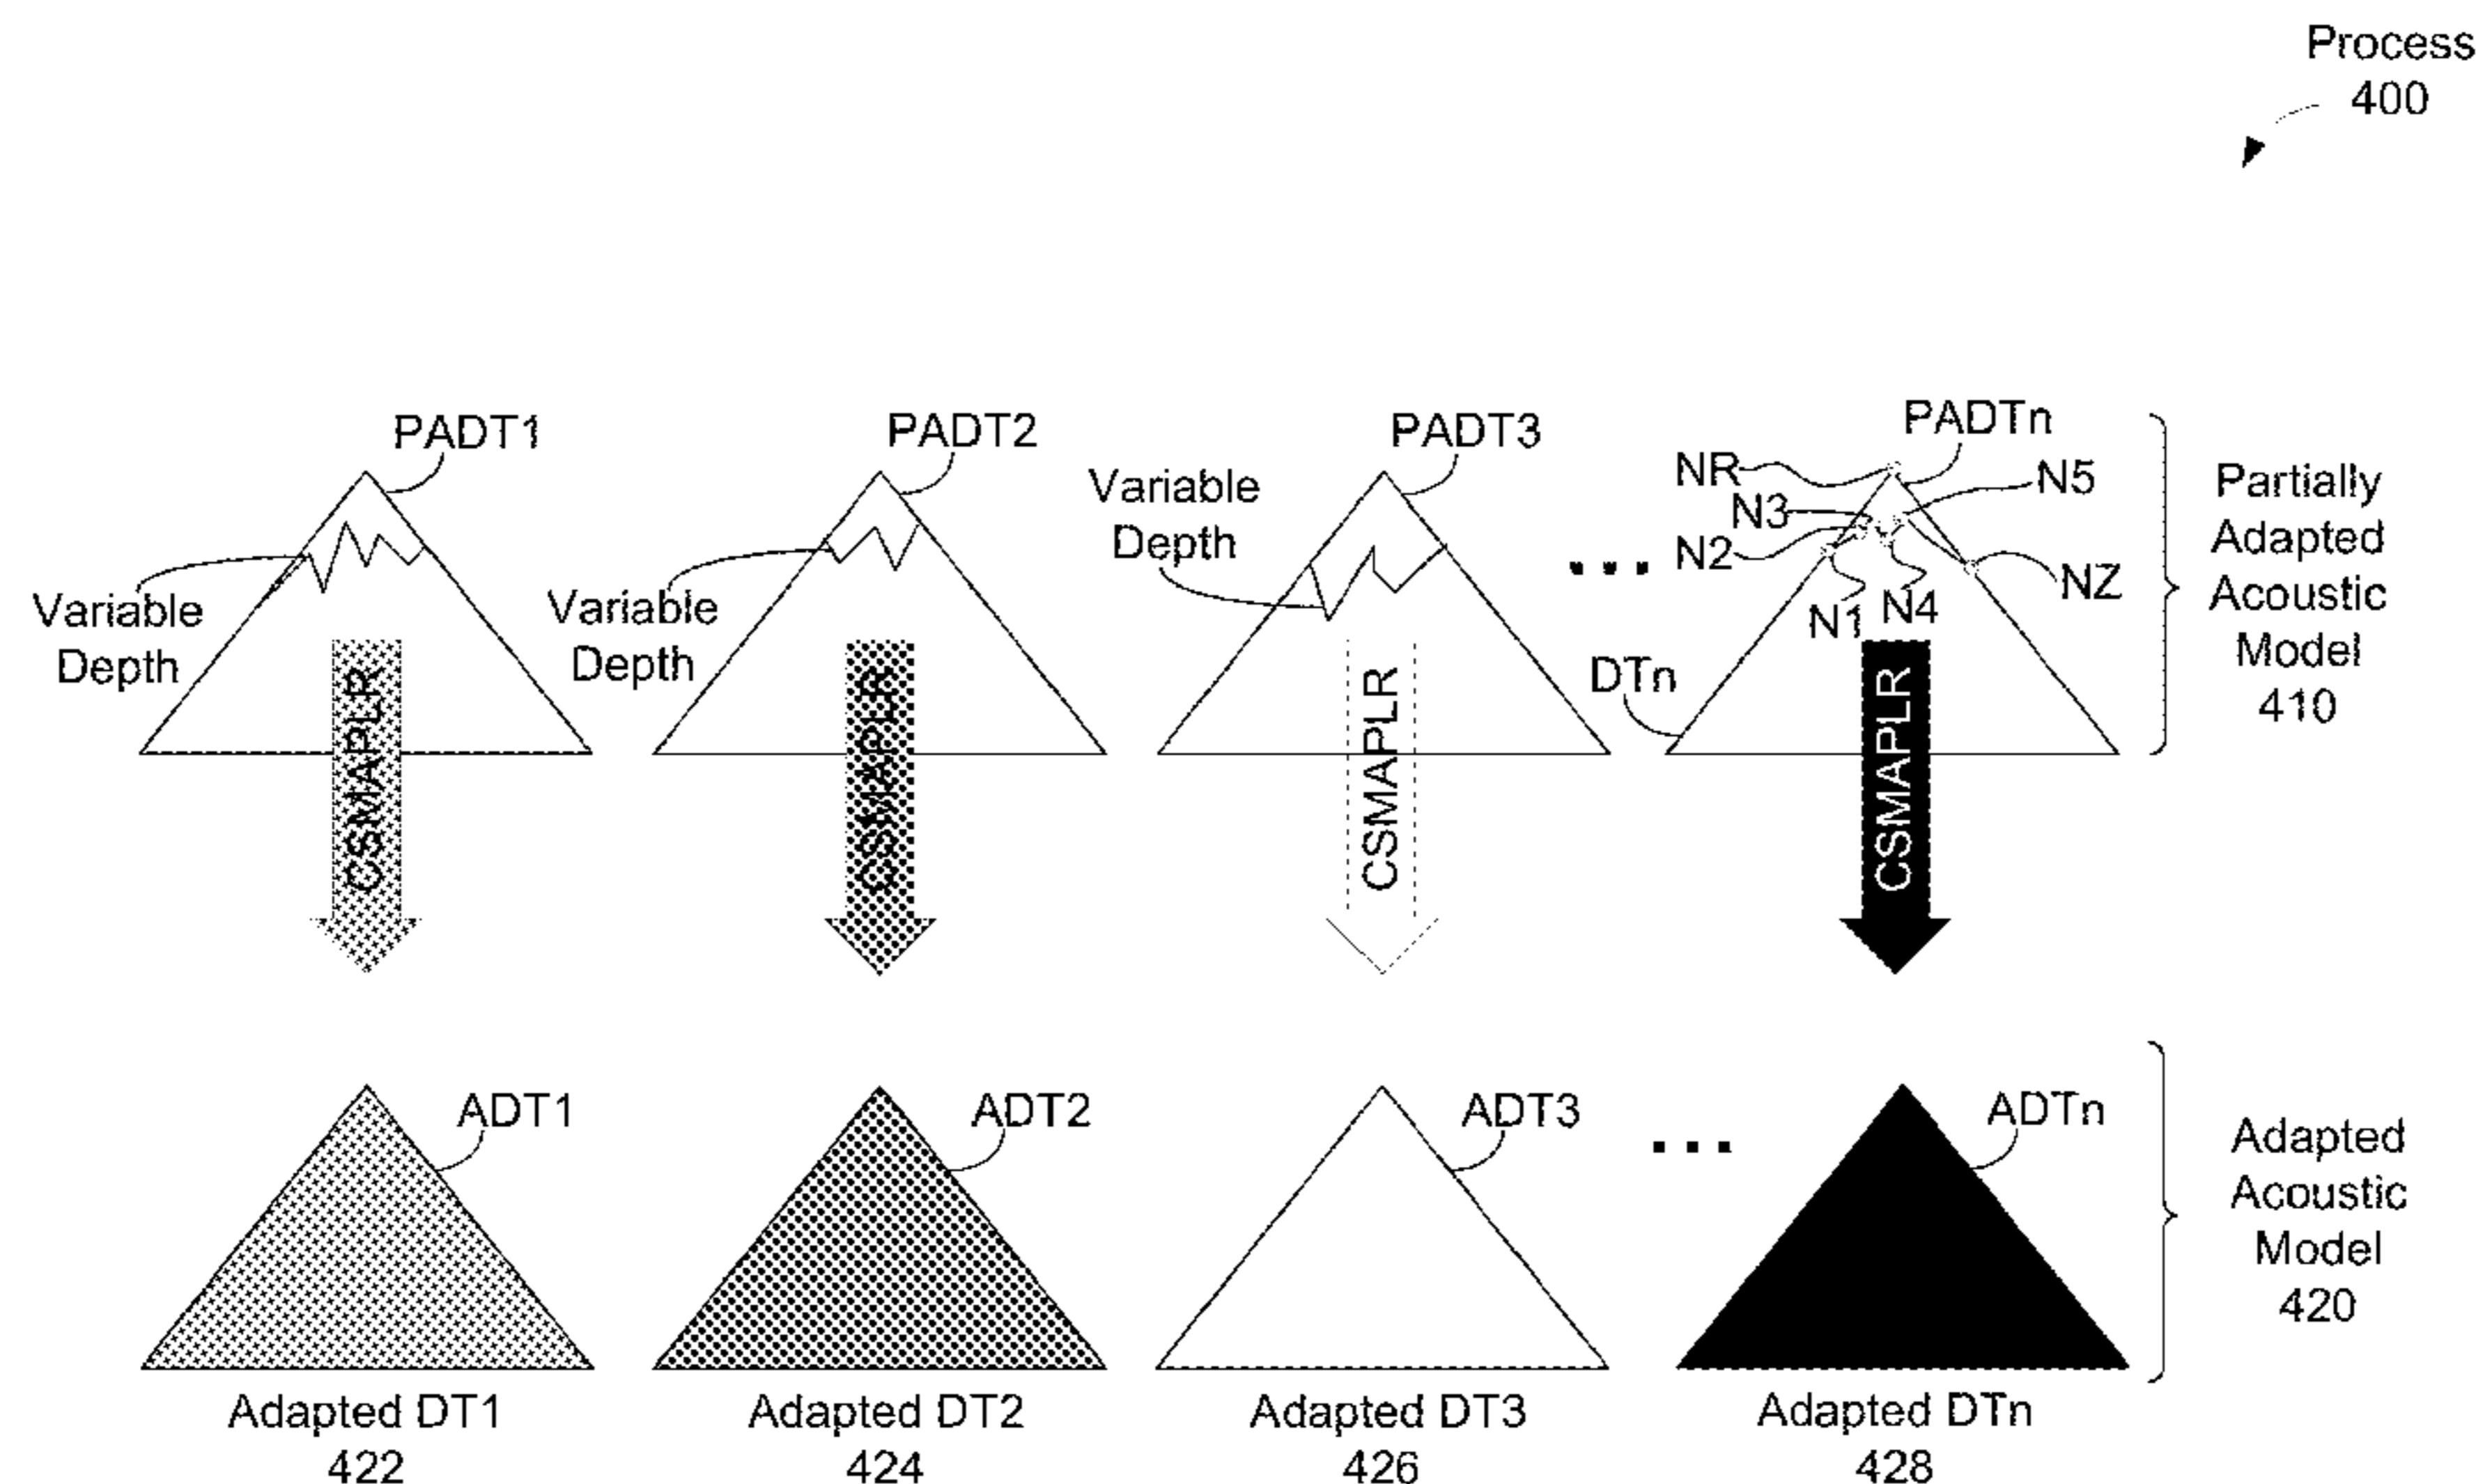 Process
400
PADT1
PADT2
PADT3
PADTn
Variable
Depth
Variable
Depth
Variable
Depth
NR
N3
N2
N1
N4
N5
NZ
DTn
Partially
Adapted
Acoustic
Model
410
CSMAPLR
CSMAPLR
CSMAPLR
CSMAPLR
ADT1
ADT2
ADT3
ADTn
Adapted
Acoustic
Model
420
Adapted DT1
422
Adapted DT2
424
Adapted DT3
426
Adapted DTn
428